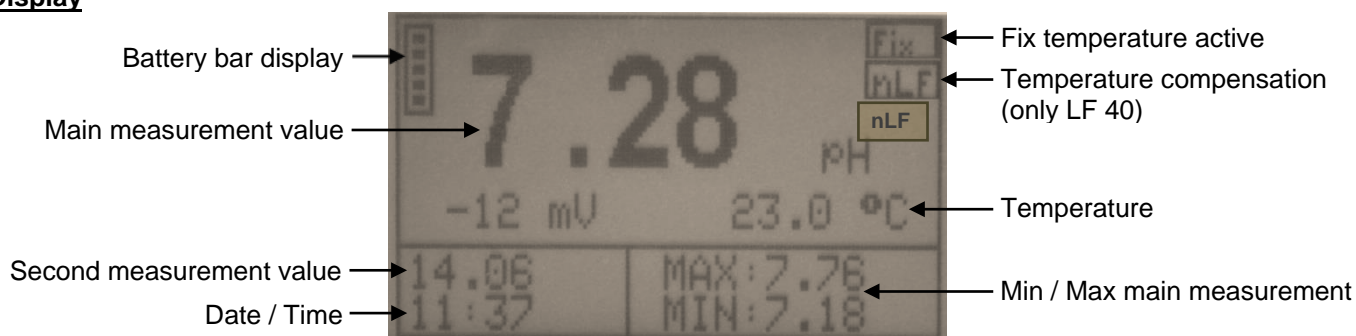 Display
Battery bar display
Main measurement value
Second measurement value
Date / Time
7.28
pH
-12 mV
23.0 °C
14.06
11:37
MAX:7.76
MIN:7.18
Fix
nLF
nLF
Fix temperature active
Temperature compensation
(only LF 40)
Temperature
Min / Max main measurement